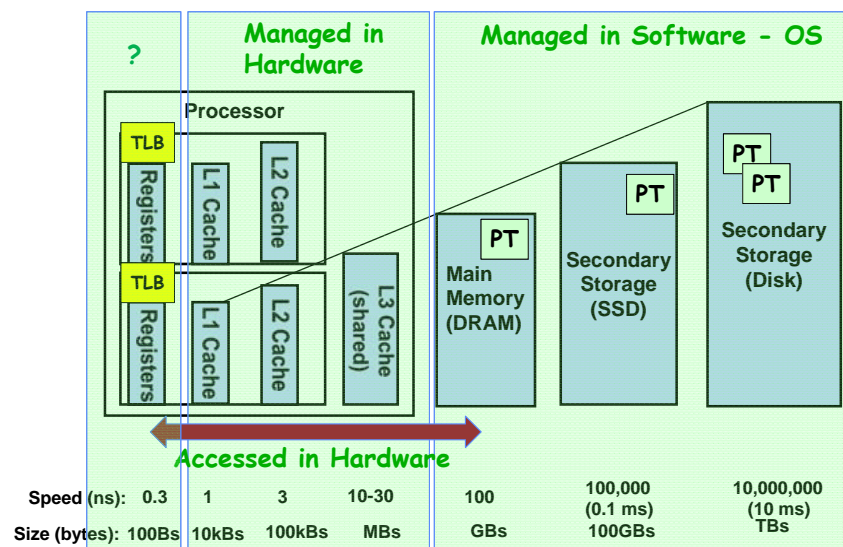 ?
Managed in
Hardware
Managed in Software - OS
Processor
TLB
Registers
L1 Cache
L2 Cache
TLB
Registers
L1 Cache
L2 Cache
L3 Cache
(shared)
PT
Main
Memory
(DRAM)
PT
Secondary
Storage
(SSD)
PT
PT
Secondary
Storage
(Disk)
Accessed in Hardware
Speed (ns): 0.3 1 3 10-30 100 100,000 10,000,000
(0.1 ms) (10 ms)
Size (bytes): 100Bs 10kBs 100kBs MBs GBs 100GBs TBs